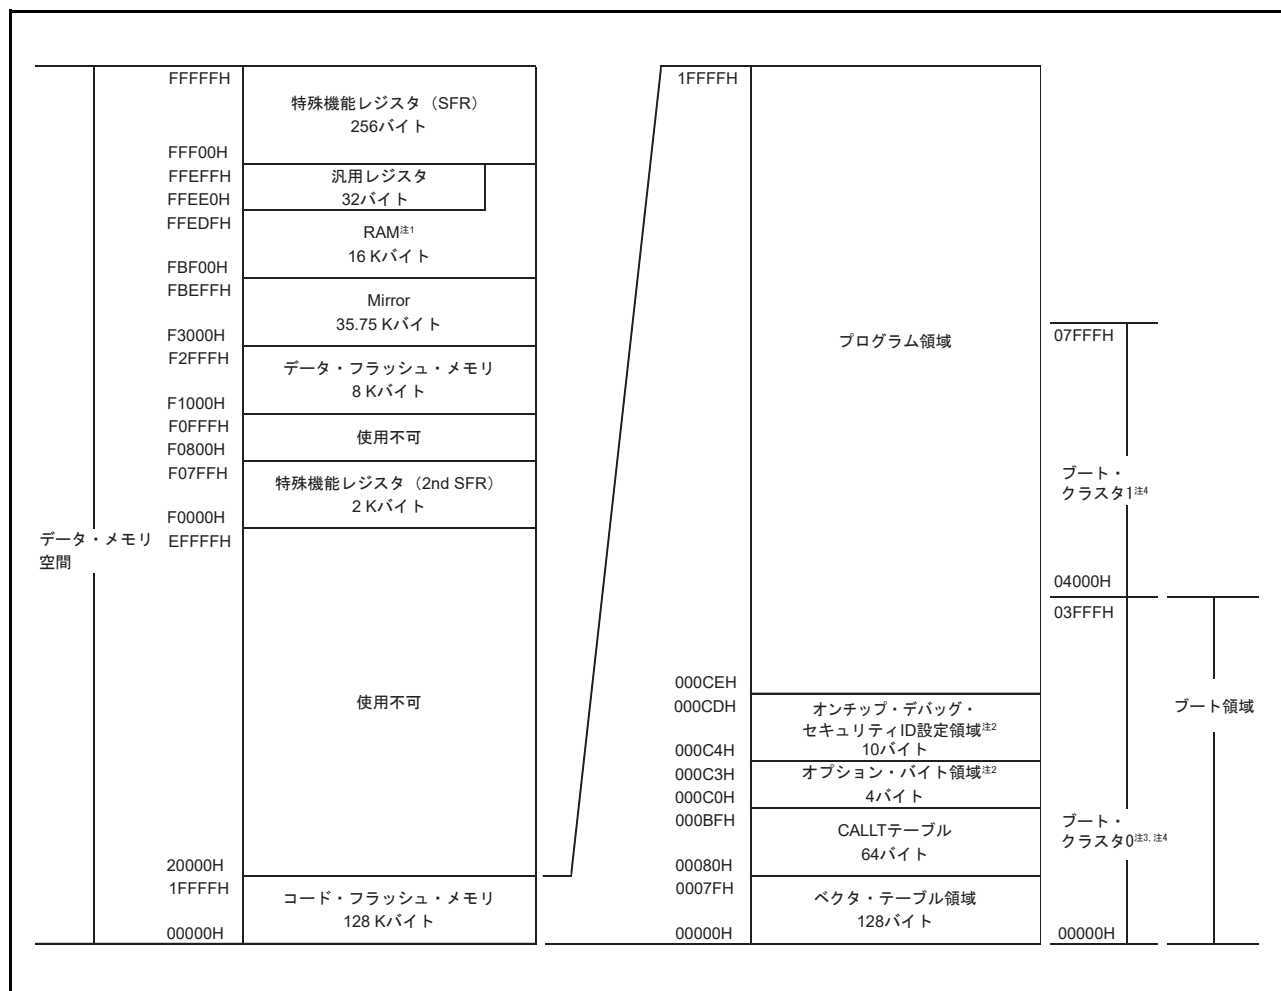 FFFFFH
特殊機能レジスタ（SFR）
256バイト
FFF00H
FFEFFH
汎用レジスタ
32バイト
FFEE0H
FFEDFH
RAM注1
16 Kバイト
FBF00H
FBEFFH
Mirror
35.75 Kバイト
F3000H
F2FFFH
データ・フラッシュ・メモリ
8 Kバイト
F1000H
F0FFFH
使用不可
F0800H
F07FFH
特殊機能レジスタ（2nd SFR）
2 Kバイト
F0000H
EFFFFH
データ・メモリ
空間
使用不可
20000H
1FFFFH
コード・フラッシュ・メモリ
128 Kバイト
00000H
1FFFFH
プログラム領域
000CEH
000CDH
オンチップ・デバッグ・
セキュリティID設定領域注2
10バイト
000C4H
000C3H
オプション・バイト領域注2
4バイト
000C0H
000BFH
CALLTテーブル
64バイト
00080H
0007FH
ベクタ・テーブル領域
128バイト
00000H
07FFFH
ブート・
クラスタ1注4
04000H
03FFFH
ブート領域
ブート・
クラスタ0注3, 注4
00000H